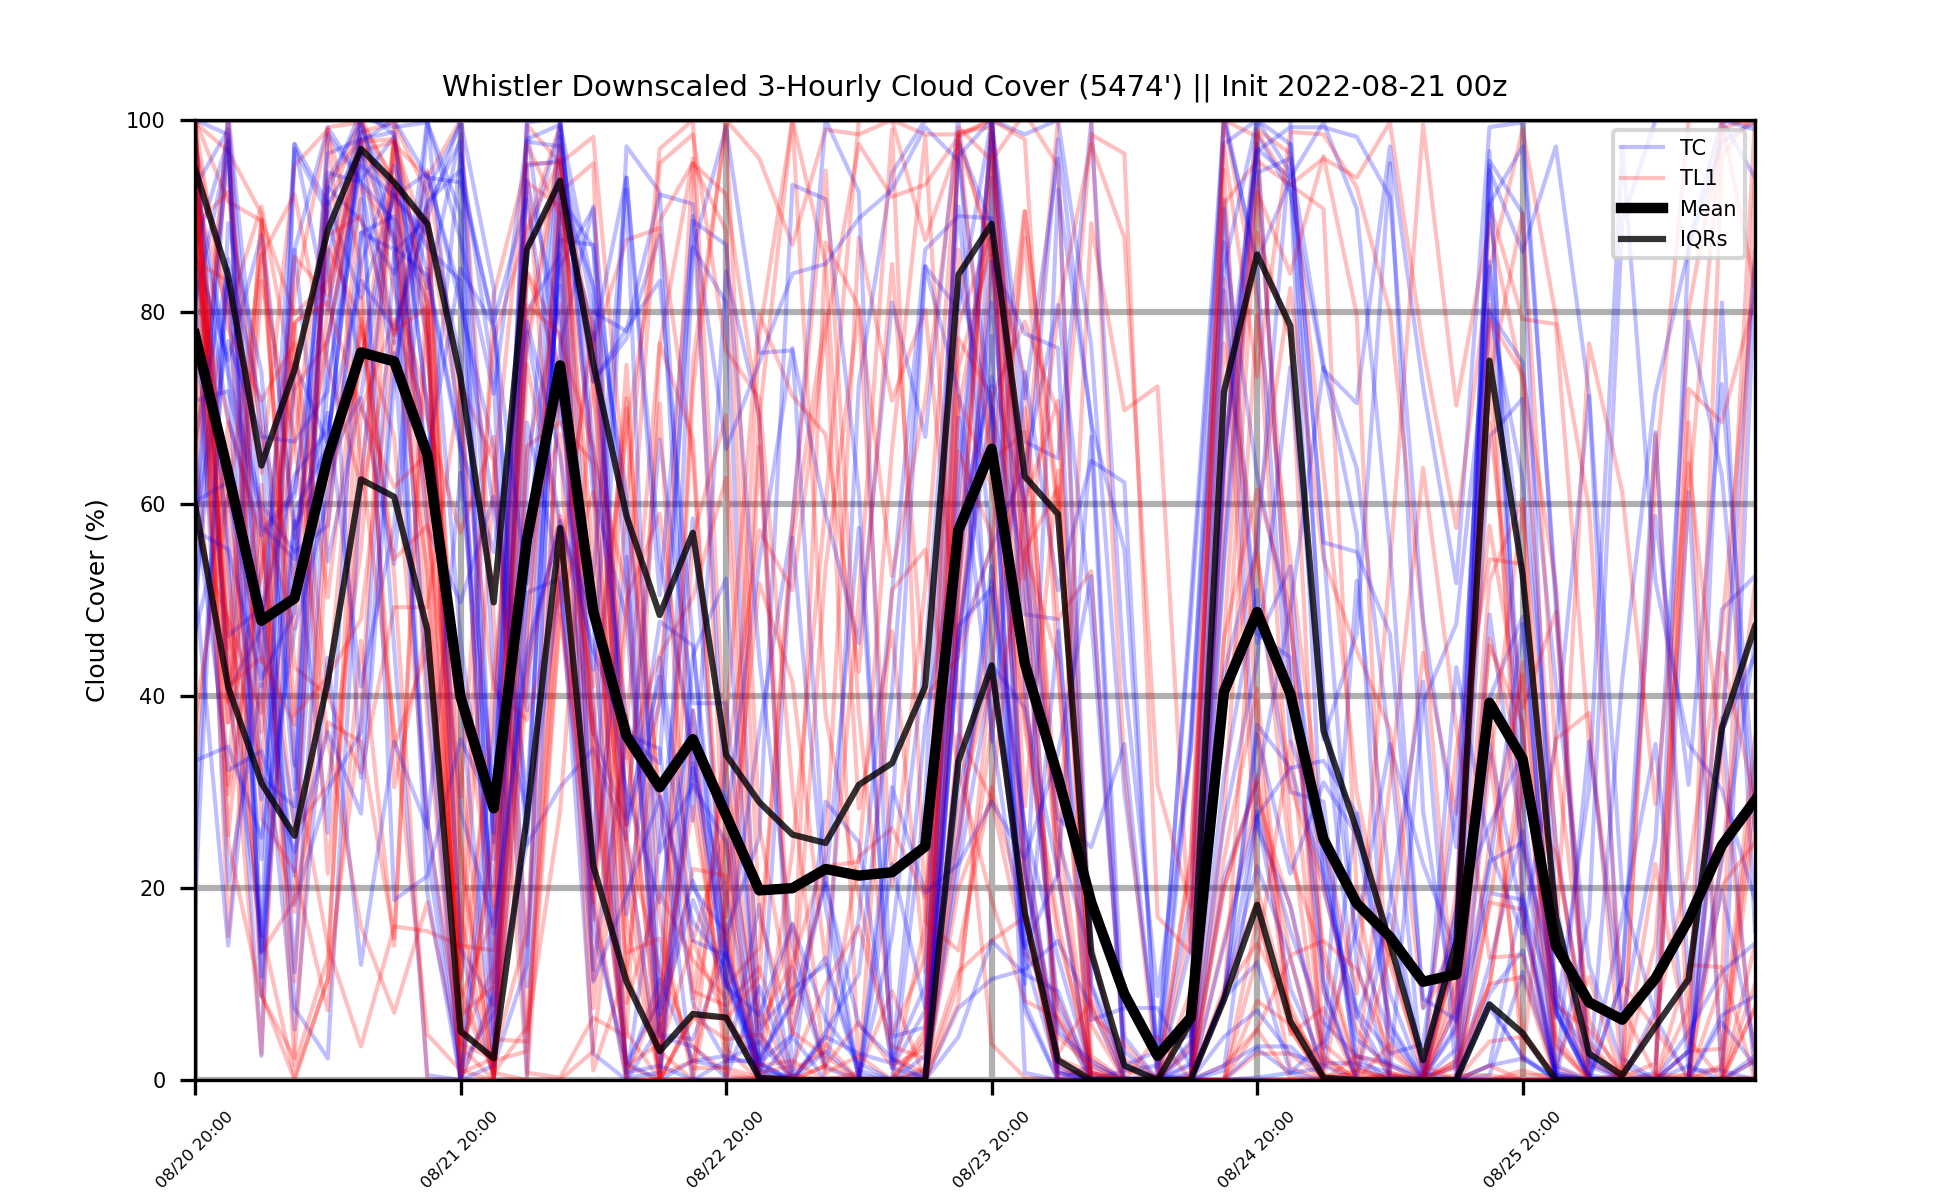 Whistler Downscaled 3-Hourly Cloud Cover (5474') || Init 2022-08-21 00z
TC
TL1
Mean
IQRs
Cloud Cover (%)
100
80
60
40
20
0
08/20 20:00
08/21 20:00
08/22 20:00
08/23 20:00
08/24 20:00
08/25 20:00